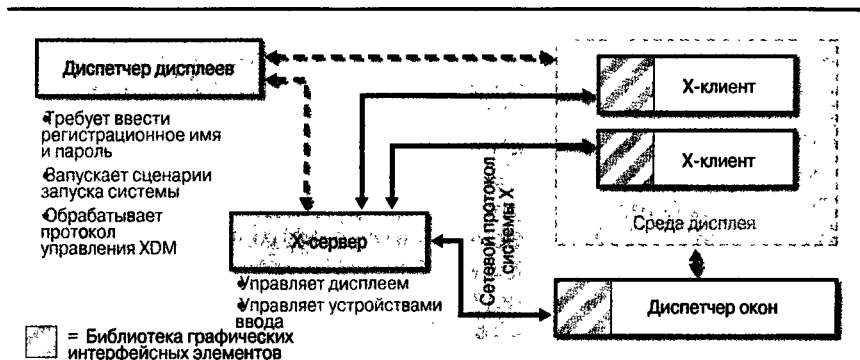 Диспетчер дисплеев
•Требует ввести
регистрационное имя
и пароль
•Запускает сценарии
запуска системы
•Обрабатывает
протокол
управления XDM
X-клиент
X-клиент
Среда дисплея
Сетевой протокол
системы X
X-сервер
•Управляет дисплеем
•Управляет устройствами
ввода
Диспетчер окон
= Библиотека графических
интерфейсных элементов